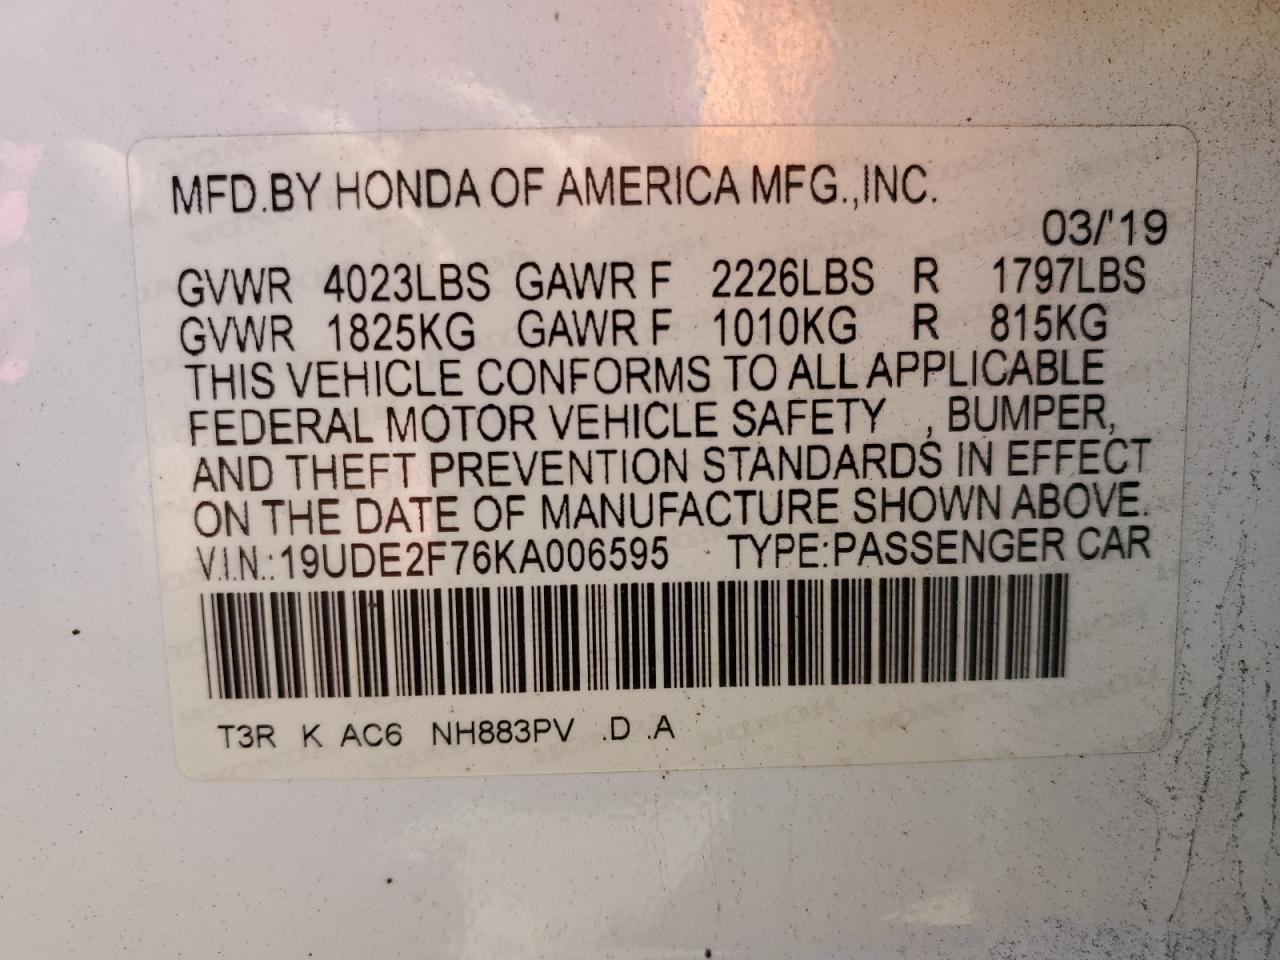 MFD.BY HONDA OF AMERICA MFG.,INC.
03/'19
GVWR 4023LBS GAWR F 2226LBS R 1797LBS
GVWR 1825KG GAWR F 1010KG R 815KG
THIS VEHICLE CONFORMS TO ALL APPLICABLE
FEDERAL MOTOR VEHICLE SAFETY , BUMPER,
AND THEFT PREVENTION STANDARDS IN EFFECT
ON THE DATE OF MANUFACTURE SHOWN ABOVE.
V.I.N.:19UDE2F76KA006595 TYPE:PASSENGER CAR
T3R K AC6 NH883PV .D .A